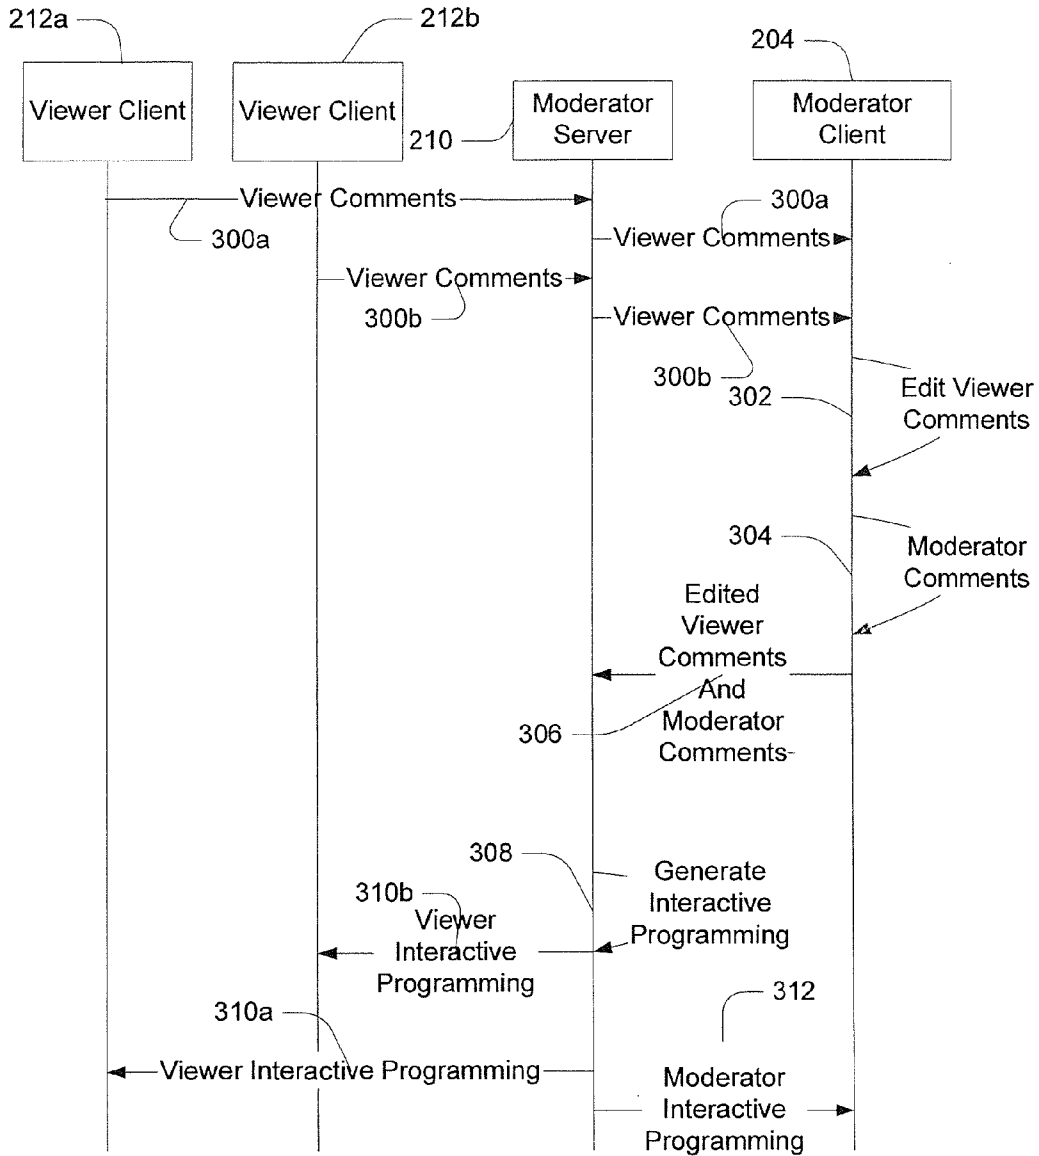 212a
212b
204
Viewer Client
Viewer Client
210
Moderator
Server
Moderator
Client
Viewer Comments
300a
300a
Viewer Comments
Viewer Comments
300b
Viewer Comments
300b
302
Edit Viewer
Comments
304
Moderator
Comments
Edited
Viewer
Comments
And
Moderator
Comments
306
308
Generate
Interactive
Programming
310b
Viewer
Interactive
Programming
310a
312
Viewer Interactive Programming
Moderator
Interactive
Programming